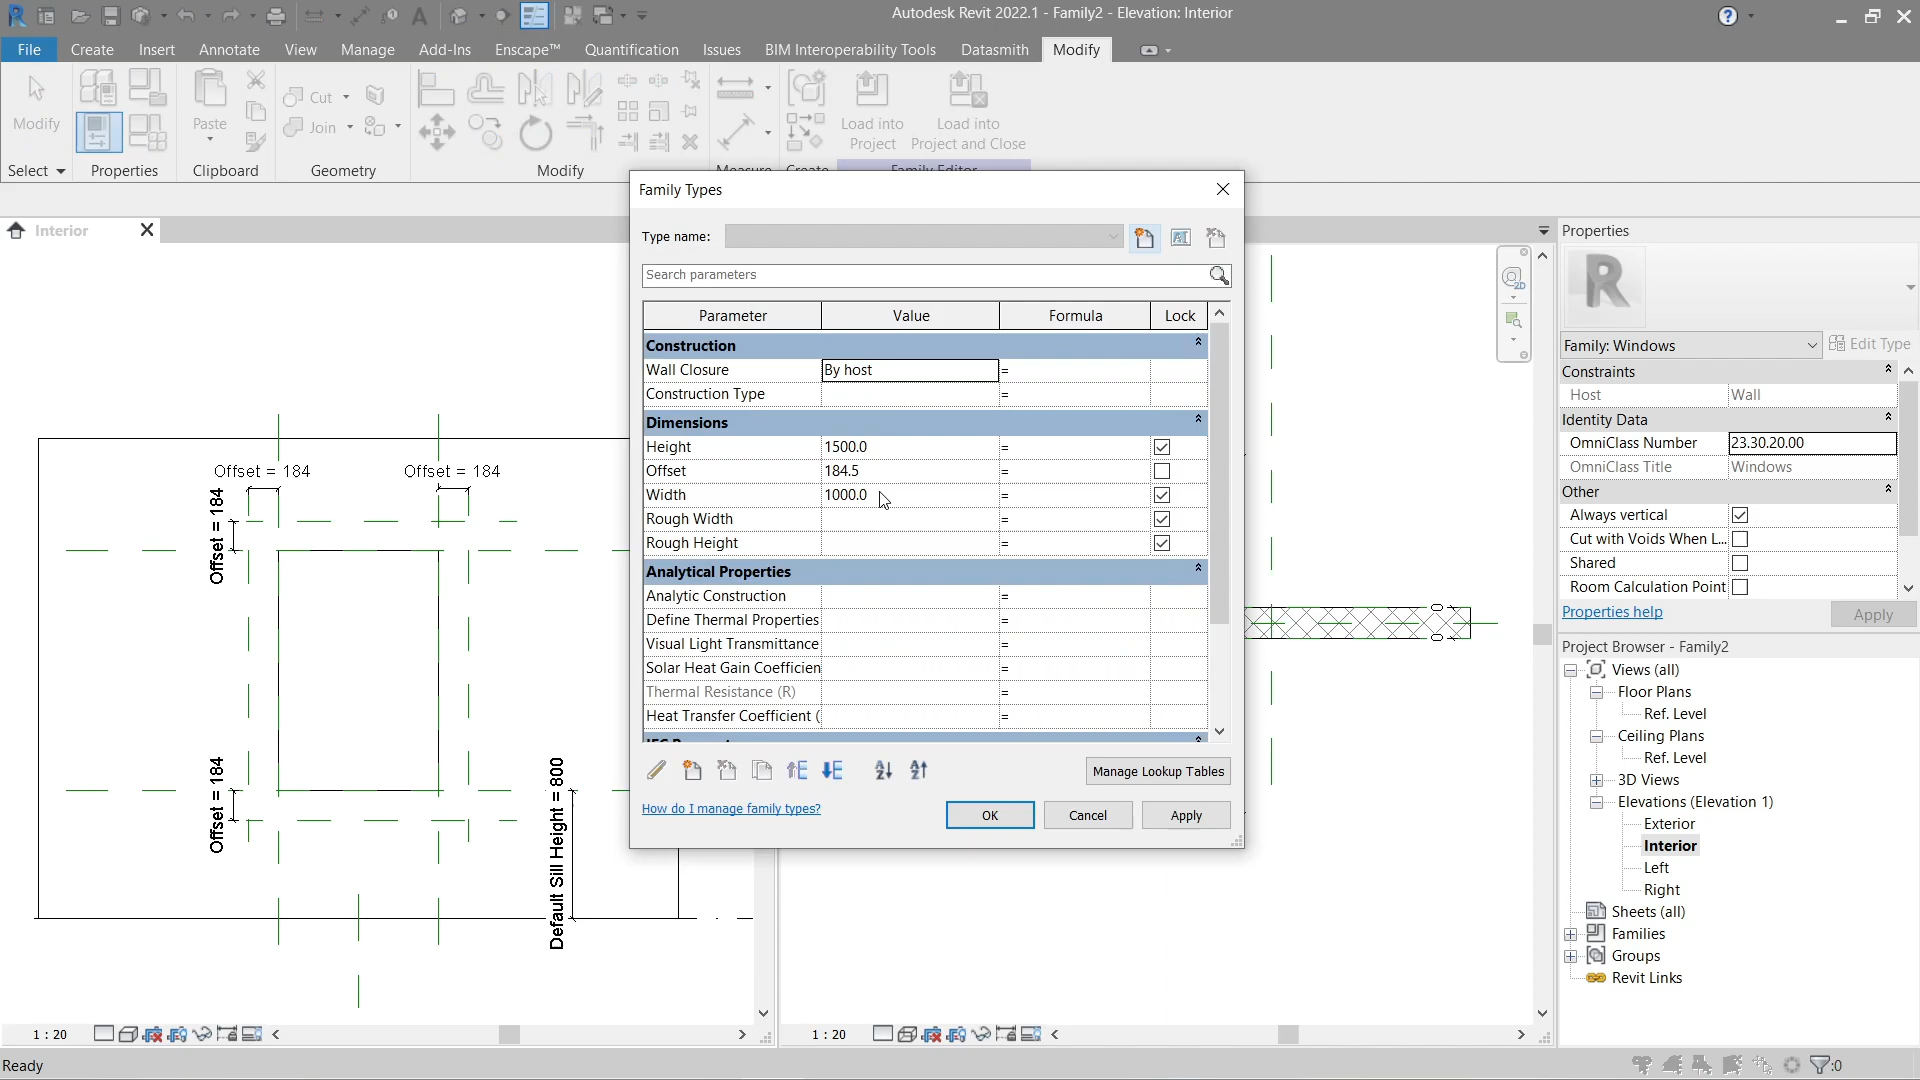 Autodesk Revit 2022.1 - Family2 - Elevation: Interior
File Create Insert Annotate View Manage Add-Ins Enscape™ Quantification Issues BIM Interoperability Tools Datasmith Modify
Modify Paste Cut Join Load into Project Load into Project and Close
Select Properties Clipboard Geometry Modify Measure Create Family Editor
Interior
Offset = 184 Offset = 184
Offset = 184
Offset = 184
Default Sill Height = 800
Family Types
Type name:
Search parameters
Parameter Value Formula Lock
Construction
Wall Closure By host =
Construction Type =
Dimensions
Height 1500.0 =
Offset 184.5 =
Width 1000.0 =
Rough Width =
Rough Height =
Analytical Properties
Analytic Construction =
Define Thermal Properties =
Visual Light Transmittance =
Solar Heat Gain Coefficien =
Thermal Resistance (R) =
Heat Transfer Coefficient ( =
Manage Lookup Tables
How do I manage family types?
OK Cancel Apply
0
0
2D
Properties
R
Family: Windows Edit Type
Constraints
Host Wall
Identity Data
OmniClass Number 23.30.20.00
OmniClass Title Windows
Other
Always vertical
Cut with Voids When L...
Shared
Room Calculation Point
Properties help Apply
Project Browser - Family2
Views (all)
Floor Plans
Ref. Level
Ceiling Plans
Ref. Level
3D Views
Elevations (Elevation 1)
Exterior
Interior
Left
Right
Sheets (all)
Families
Groups
Revit Links
1 : 20
1 : 20
Ready
:0